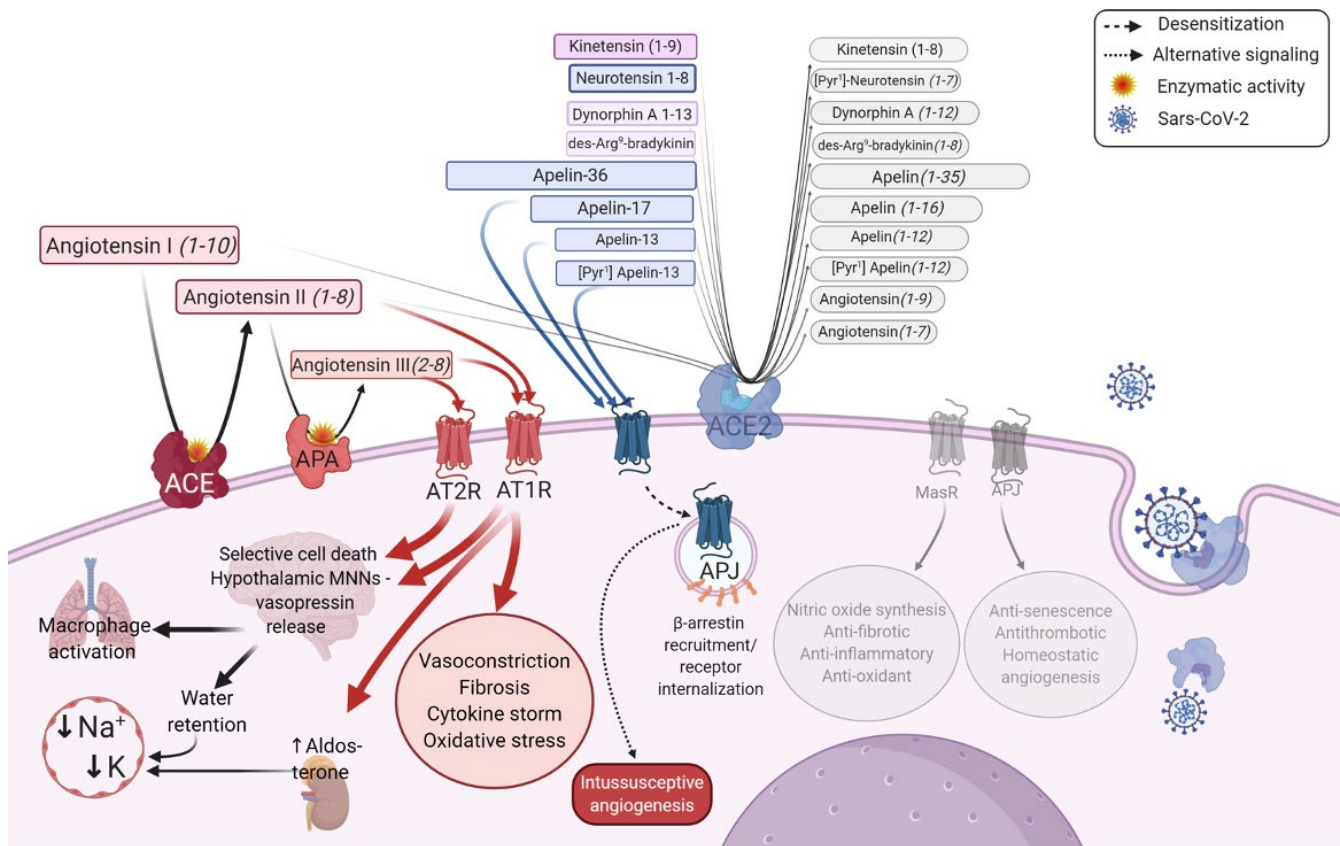 Desensitization
Alternative signaling
Enzymatic activity
Sars-CoV-2
Kinetensin (1-9)
Neurotensin 1-8
Dynorphin A 1-13
des-Arg⁹-bradykinin
Apelin-36
Apelin-17
Apelin-13
[Pyr¹] Apelin-13
Kinetensin (1-8)
[Pyr¹]-Neurotensin (1-7)
Dynorphin A (1-12)
des-Arg⁹-bradykinin(1-8)
Apelin(1-35)
Apelin (1-16)
Apelin(1-12)
[Pyr¹] Apelin(1-12)
Angiotensin(1-9)
Angiotensin(1-7)
Angiotensin I (1-10)
Angiotensin II (1-8)
Angiotensin III(2-8)
ACE
APA
AT2R
AT1R
ACE2
MasR
APJ
APJ
β-arrestin
recruitment/
receptor
internalization
Selective cell death
Hypothalamic MNNs -
vasopressin
release
Macrophage
activation
Water
retention
↓Na⁺
↓K
↑Aldos-
terone
Vasoconstriction
Fibrosis
Cytokine storm
Oxidative stress
Intussusceptive
angiogenesis
Nitric oxide synthesis
Anti-fibrotic
Anti-inflammatory
Anti-oxidant
Anti-senescence
Antithrombotic
Homeostatic
angiogenesis